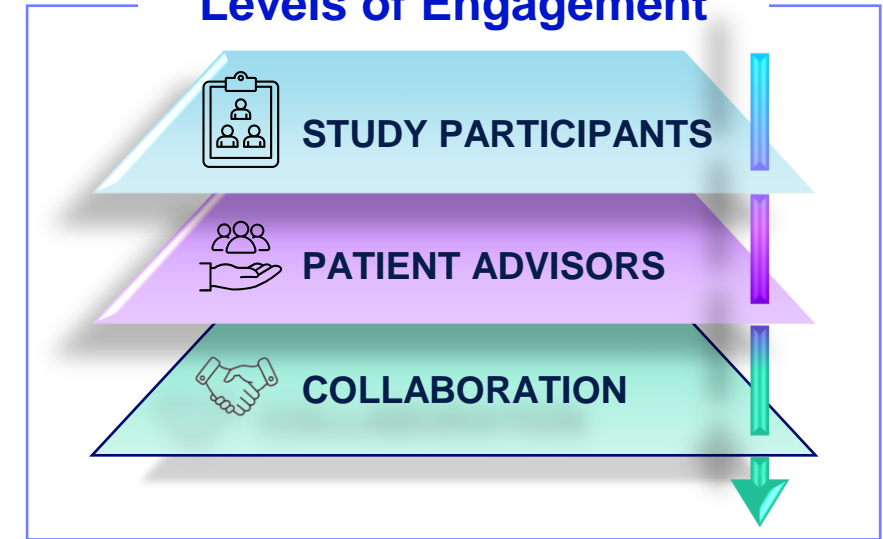 Levels of Engagement
STUDY PARTICIPANTS
PATIENT ADVISORS
COLLABORATION